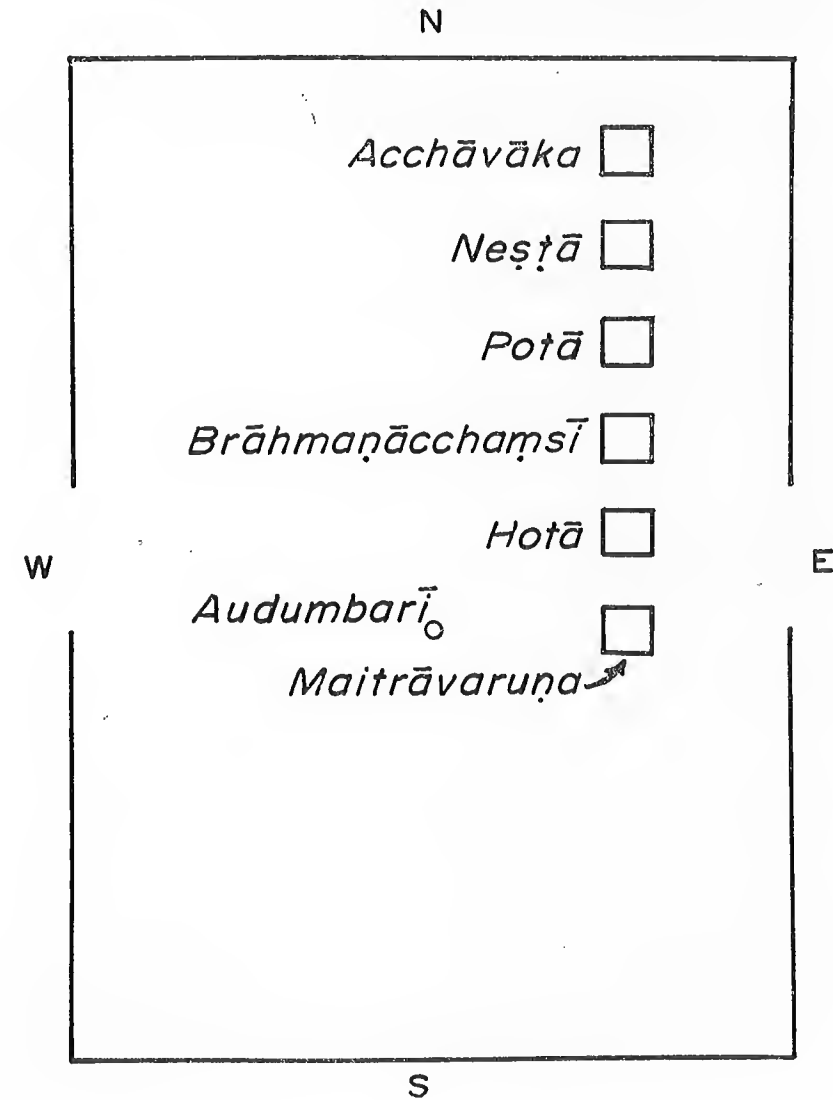 N
Acchāvāka
Neṣṭā
Potā
Brāhmaṇācchaṃsī
Hotā
W
E
Audumbarī
Maitrāvaruṇa
S